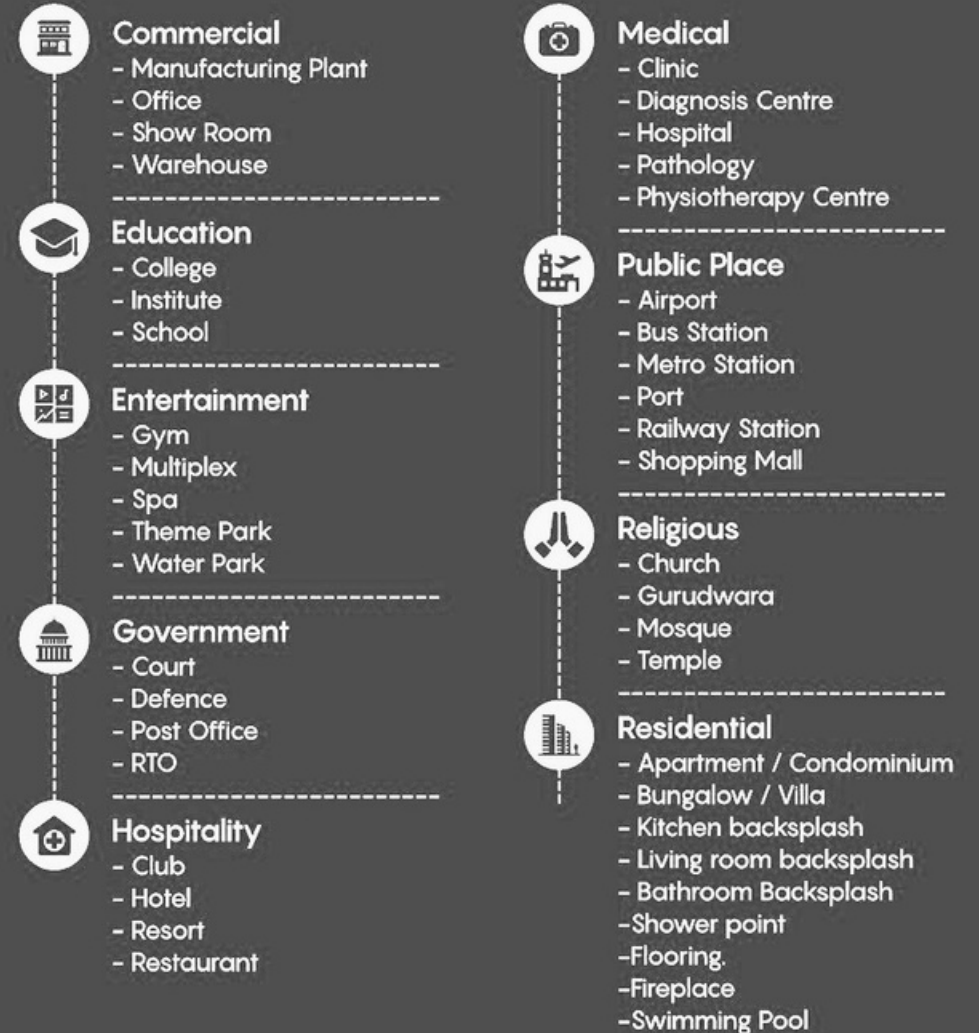 Commercial
- Manufacturing Plant
- Office
- Show Room
- Warehouse
Education
- College
- Institute
- School
Entertainment
- Gym
- Multiplex
- Spa
- Theme Park
- Water Park
Government
- Court
- Defence
- Post Office
- RTO
Hospitality
- Club
- Hotel
- Resort
- Restaurant
Medical
- Clinic
- Diagnosis Centre
- Hospital
- Pathology
- Physiotherapy Centre
Public Place
- Airport
- Bus Station
- Metro Station
- Port
- Railway Station
- Shopping Mall
Religious
- Church
- Gurudwara
- Mosque
- Temple
Residential
- Apartment / Condominium
- Bungalow / Villa
- Kitchen backsplash
- Living room backsplash
- Bathroom Backsplash
-Shower point
-Flooring.
-Fireplace
-Swimming Pool